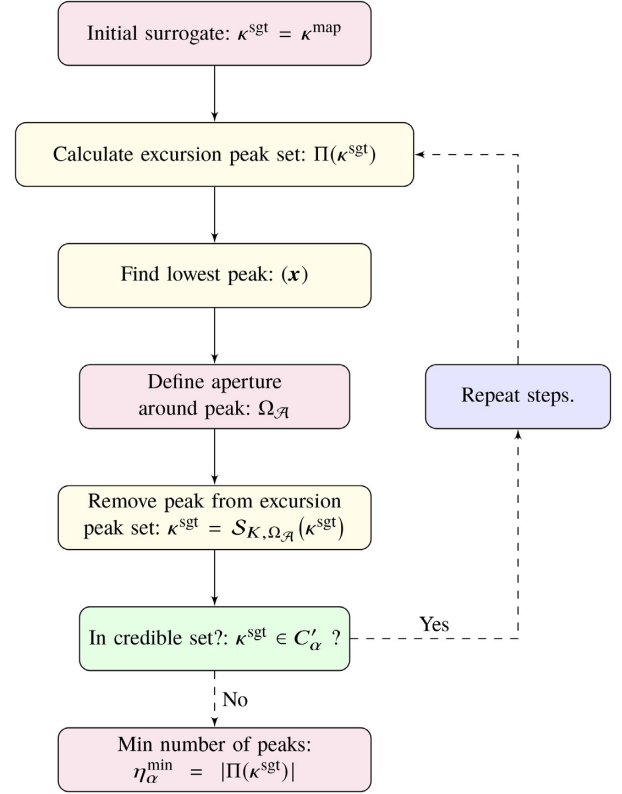 Initial surrogate: κ^sgt = κ^map
Calculate excursion peak set: Π(κ^sgt)
Find lowest peak: (x)
Define aperture
around peak: Ω_𝒜
Repeat steps.
Remove peak from excursion
peak set: κ^sgt = 𝒮_{K,Ω_𝒜}(κ^sgt)
In credible set?: κ^sgt ∈ C′_α ?
Yes
No
Min number of peaks:
η_α^min = |Π(κ^sgt)|